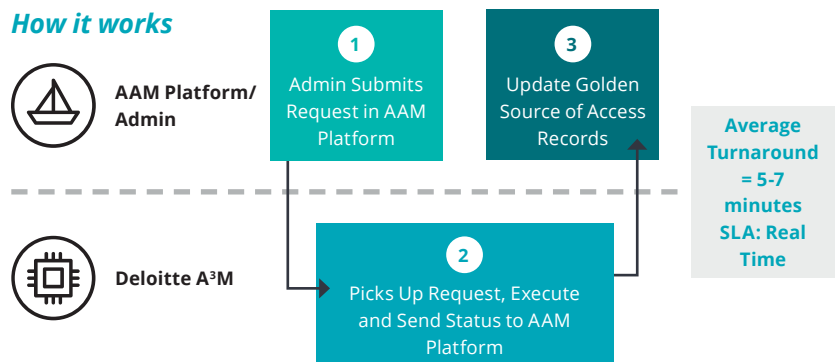 How it works
AAM Platform/
Admin
1
Admin Submits
Request in AAM
Platform
3
Update Golden
Source of Access
Records
Average
Turnaround
= 5-7
minutes
SLA: Real
Time
Deloitte A³M
2
Picks Up Request, Execute
and Send Status to AAM
Platform